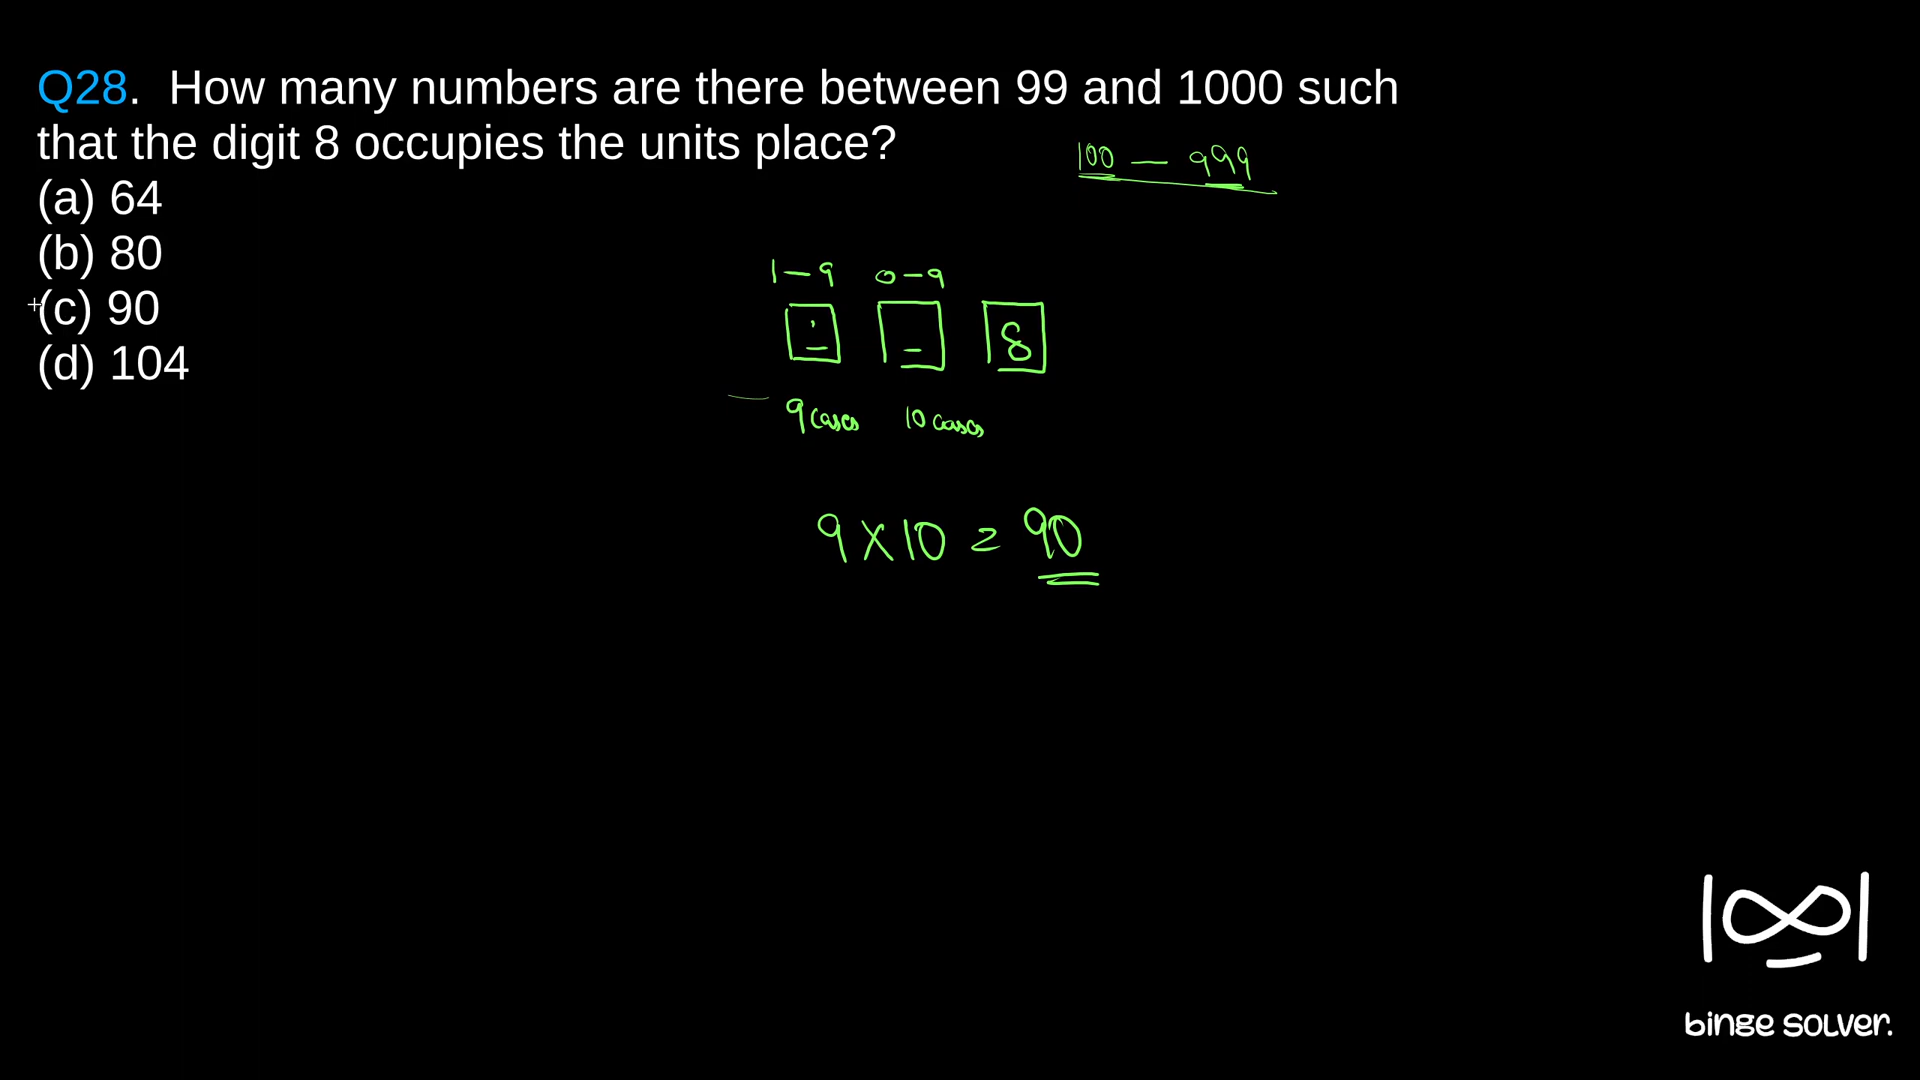 Q28. How many numbers are there between 99 and 1000 such
that the digit 8 occupies the units place?
100 — 999
(a) 64
(b) 80
(c) 90
(d) 104
1–9 0–9
8
9 cases 10 cases
9 × 10 = 90
binge solver.